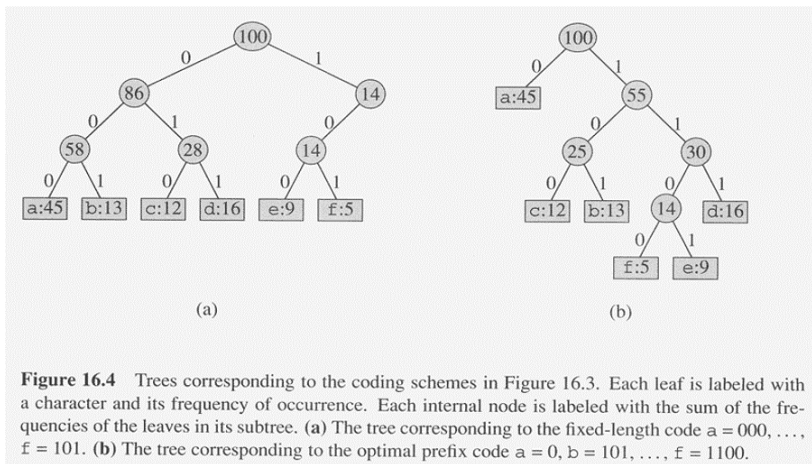 100 100
0 1 0 1
86 14 a:45 55
0 1 0 0 1
58 28 14 25 30
0 1 0 1 0 1 0 1 0 1
a:45 b:13 c:12 d:16 e:9 f:5 c:12 b:13 14 d:16
0 1
f:5 e:9
(a) (b)
Figure 16.4 Trees corresponding to the coding schemes in Figure 16.3. Each leaf is labeled with
a character and its frequency of occurrence. Each internal node is labeled with the sum of the fre-
quencies of the leaves in its subtree. (a) The tree corresponding to the fixed-length code a = 000, ...,
f = 101. (b) The tree corresponding to the optimal prefix code a = 0, b = 101, ..., f = 1100.